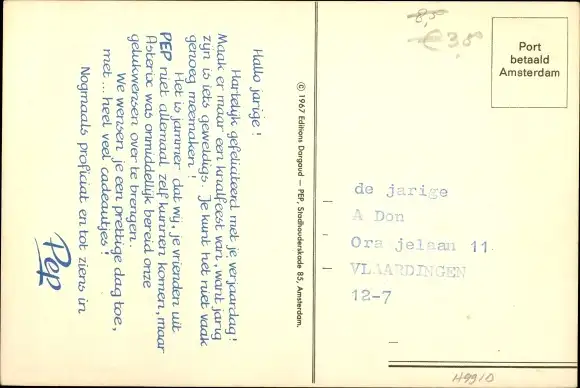 Hallo jarige!
Hartelijk gefeliciteerd met je verjaardag!
Maak er maar een knalfeest van, want jarig
zijn is iets geweldigs. Je kunt het niet vaak
genoeg meemaken!
Het is jammer dat wij, je vrienden uit
PEP niet allemaal zelf kunnen komen, maar
Asterix was onmiddellijk bereid onze
gelukwensen over te brengen.
We wensen je een prettige dag toe,
met... heel veel cadeautjes!
Nogmaals proficiat en tot ziens in
Pep
© 1967 Editions Dargaud — PEP, Stadhouderskade 85, Amsterdam.
8,50
€ 3,80
Port
betaald
Amsterdam
de jarige
A Don
Ora jelaan 11
VLAARDINGEN
12-7